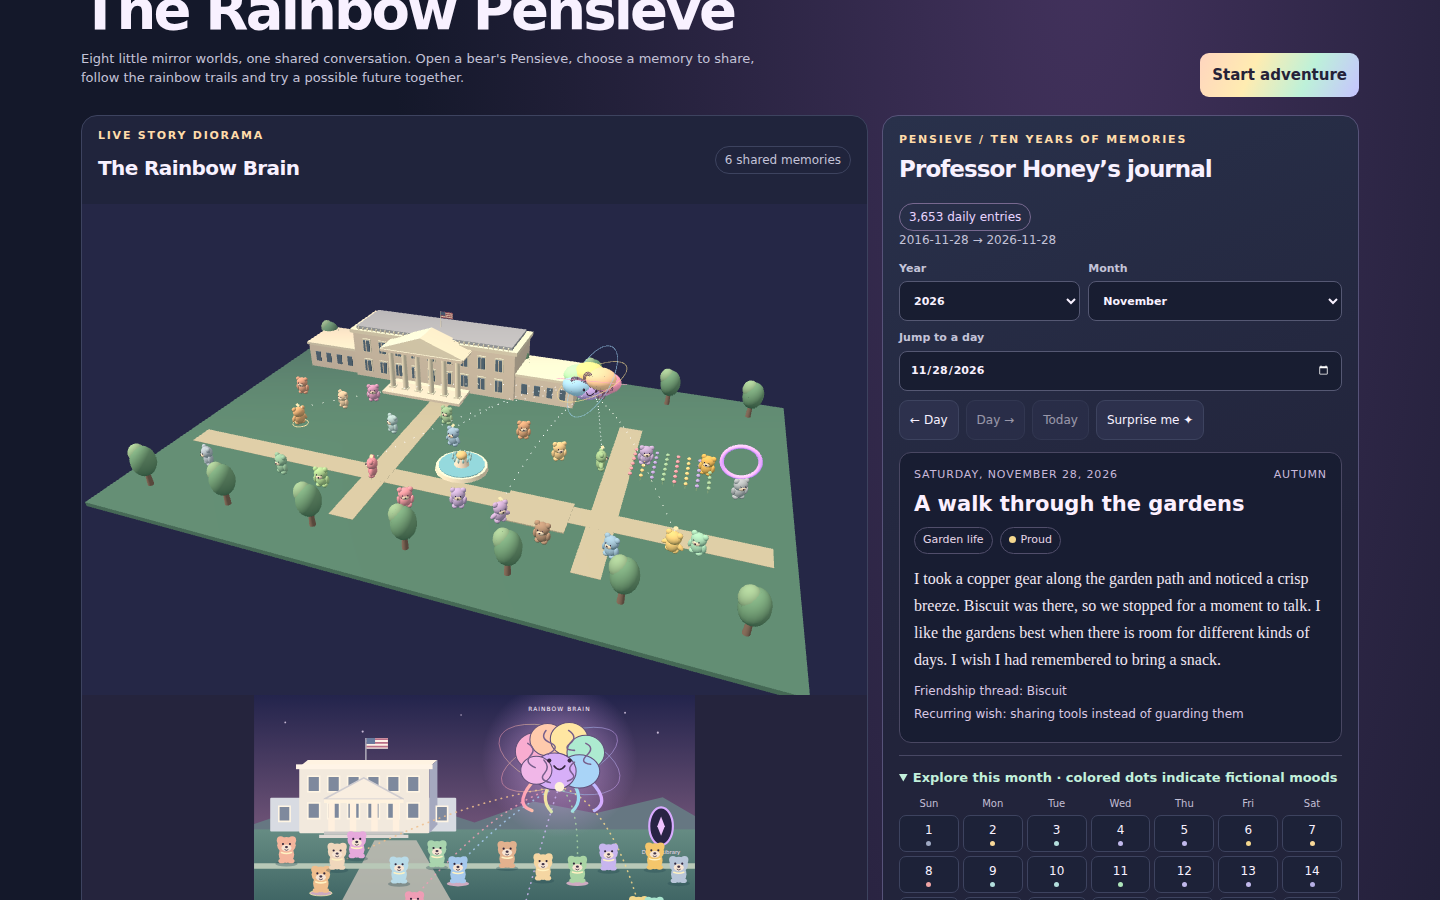 The Rainbow Pensieve
Eight little mirror worlds, one shared conversation. Open a bear's Pensieve, choose a memory to share,
follow the rainbow trails and try a possible future together.
Start adventure
LIVE STORY DIORAMA
The Rainbow Brain
6 shared memories
RAINBOW BRAIN
PENSIEVE / TEN YEARS OF MEMORIES
Professor Honey’s journal
3,653 daily entries
2016-11-28 → 2026-11-28
Year
Month
2026
November
Jump to a day
11/28/2026
← Day
Day →
Today
Surprise me ✦
SATURDAY, NOVEMBER 28, 2026
AUTUMN
A walk through the gardens
Garden life
Proud
I took a copper gear along the garden path and noticed a crisp
breeze. Biscuit was there, so we stopped for a moment to talk. I
like the gardens best when there is room for different kinds of
days. I wish I had remembered to bring a snack.
Friendship thread: Biscuit
Recurring wish: sharing tools instead of guarding them
▼ Explore this month · colored dots indicate fictional moods
Sun Mon Tue Wed Thu Fri Sat
1 2 3 4 5 6 7
8 9 10 11 12 13 14